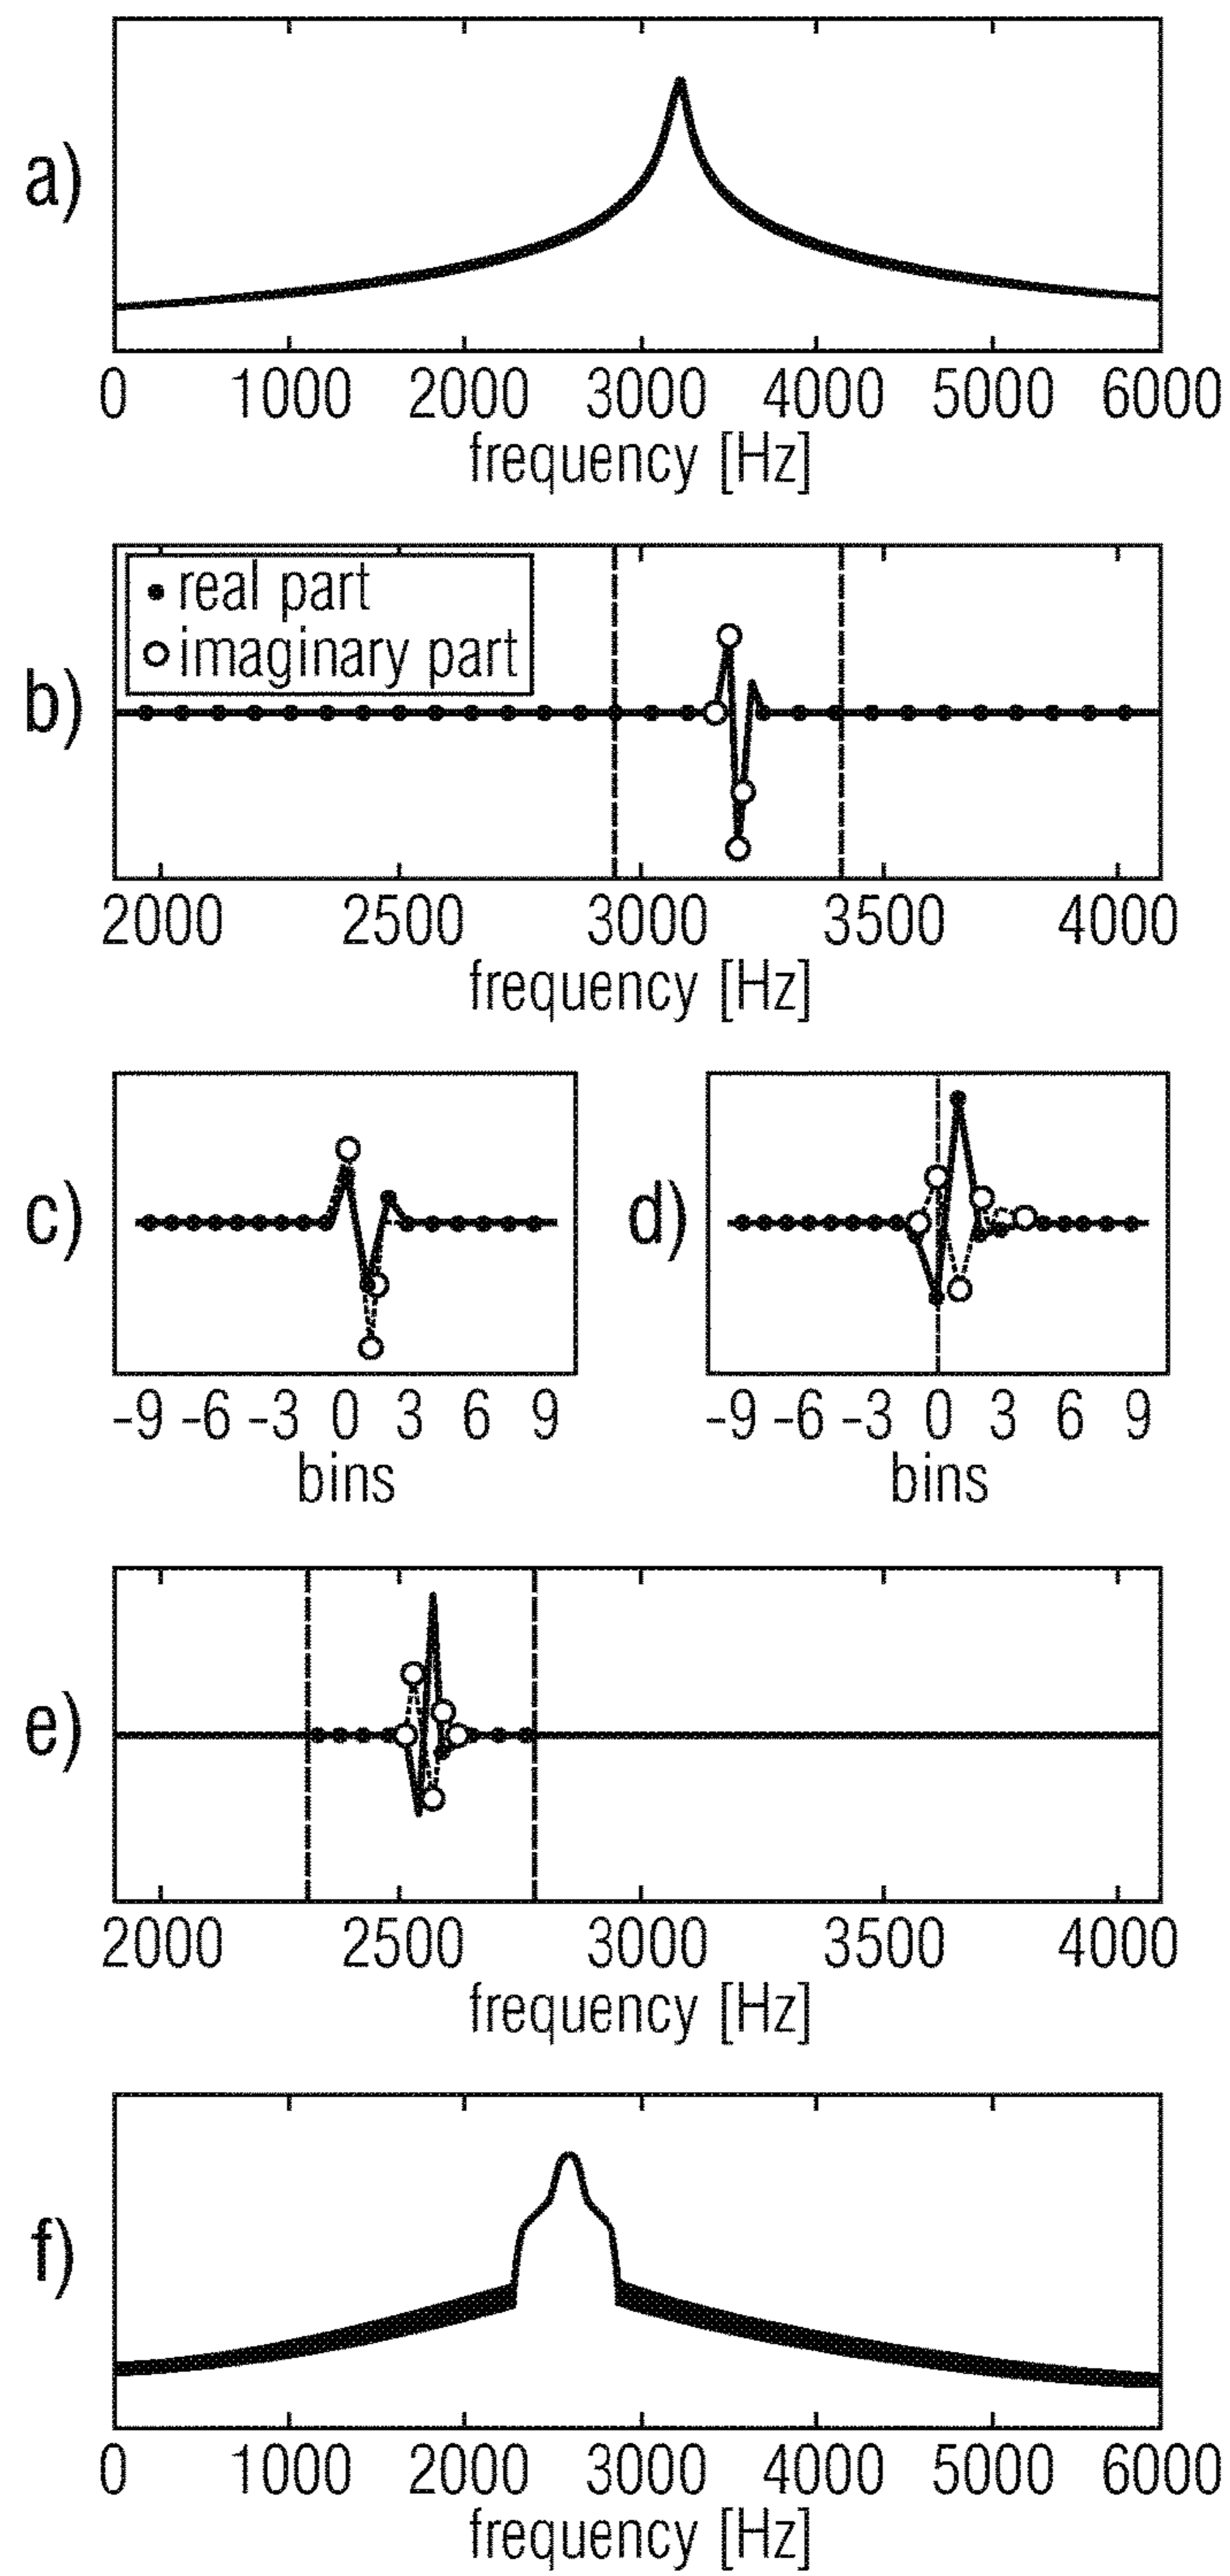 a)
0 1000 2000 3000 4000 5000 6000
frequency [Hz]
real part
imaginary part
b)
2000 2500 3000 3500 4000
frequency [Hz]
c)
-9 -6 -3 0 3 6 9
bins
d)
-9 -6 -3 0 3 6 9
bins
e)
2000 2500 3000 3500 4000
frequency [Hz]
f)
0 1000 2000 3000 4000 5000 6000
frequency [Hz]